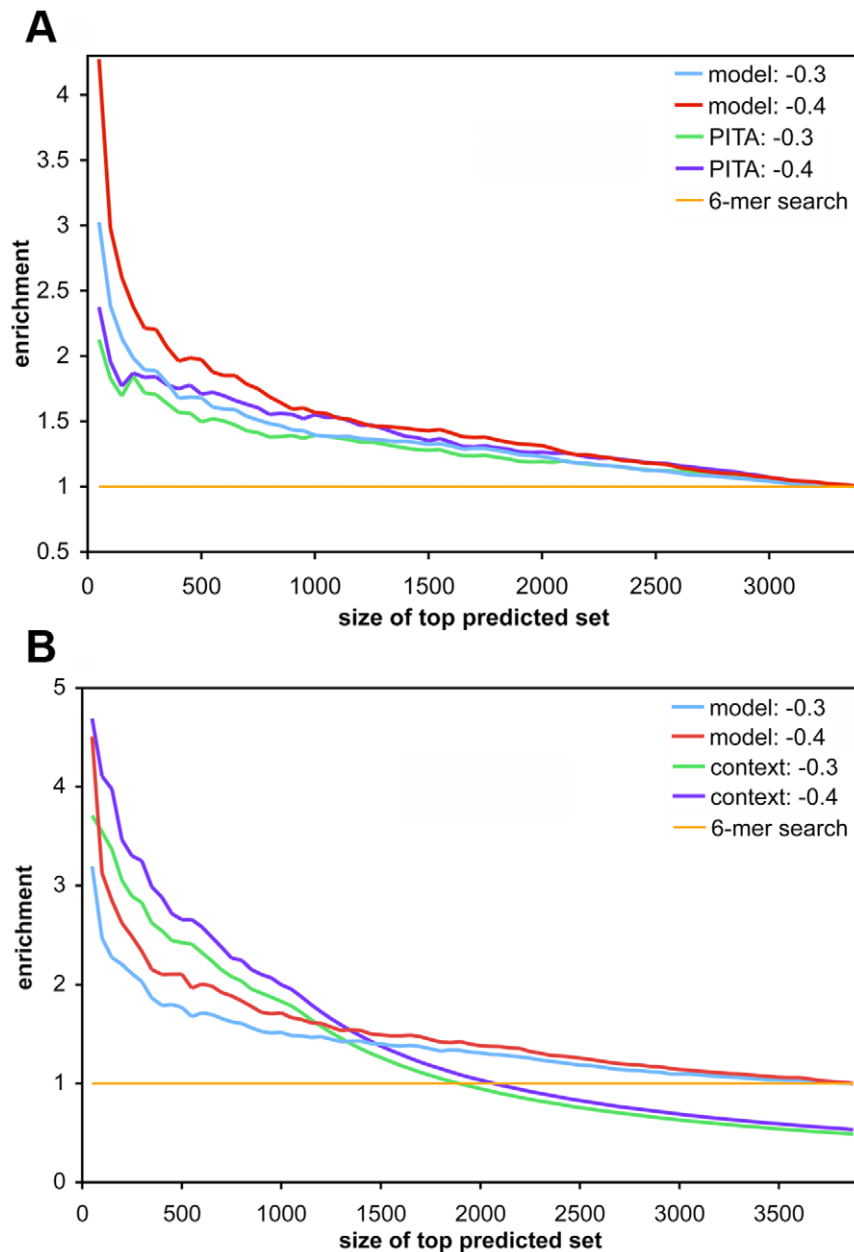 A
model: -0.3
model: -0.4
PITA: -0.3
PITA: -0.4
6-mer search
4
3.5
3
2.5
2
1.5
1
0.5
enrichment
0 500 1000 1500 2000 2500 3000
size of top predicted set
B
model: -0.3
model: -0.4
context: -0.3
context: -0.4
6-mer search
5
4
3
2
1
0
enrichment
0 500 1000 1500 2000 2500 3000 3500
size of top predicted set